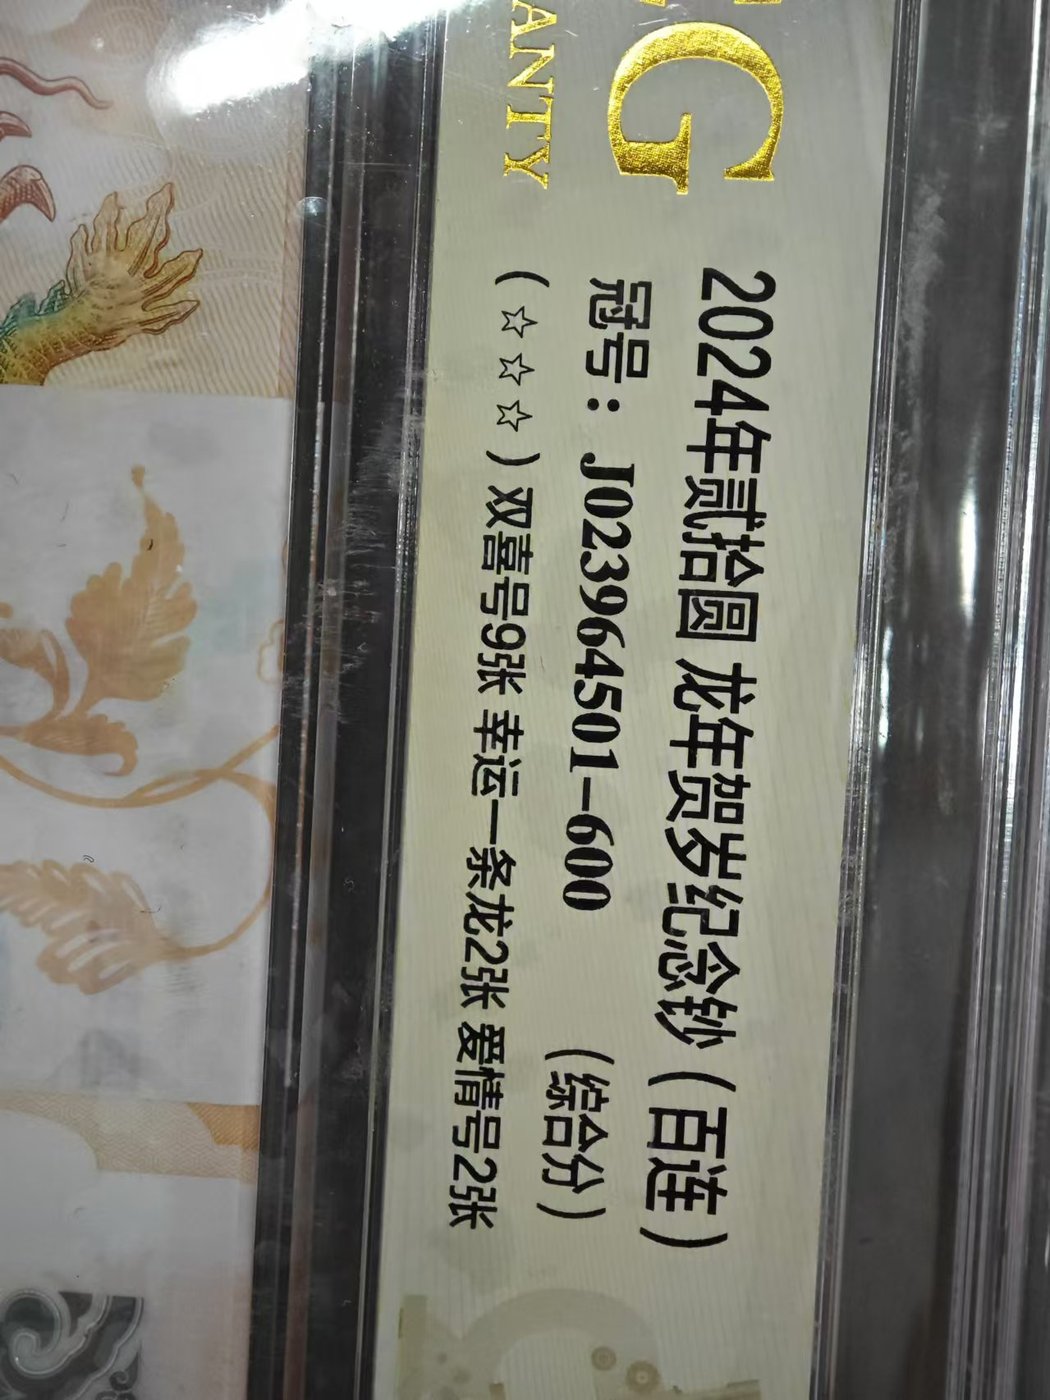 G
ANTY
2024年贰拾圆 龙年贺岁纪念钞（百连）
冠号：J023964501-600 （综合分）
（☆☆☆）双喜号9张 幸运一条龙2张 爱情号2张